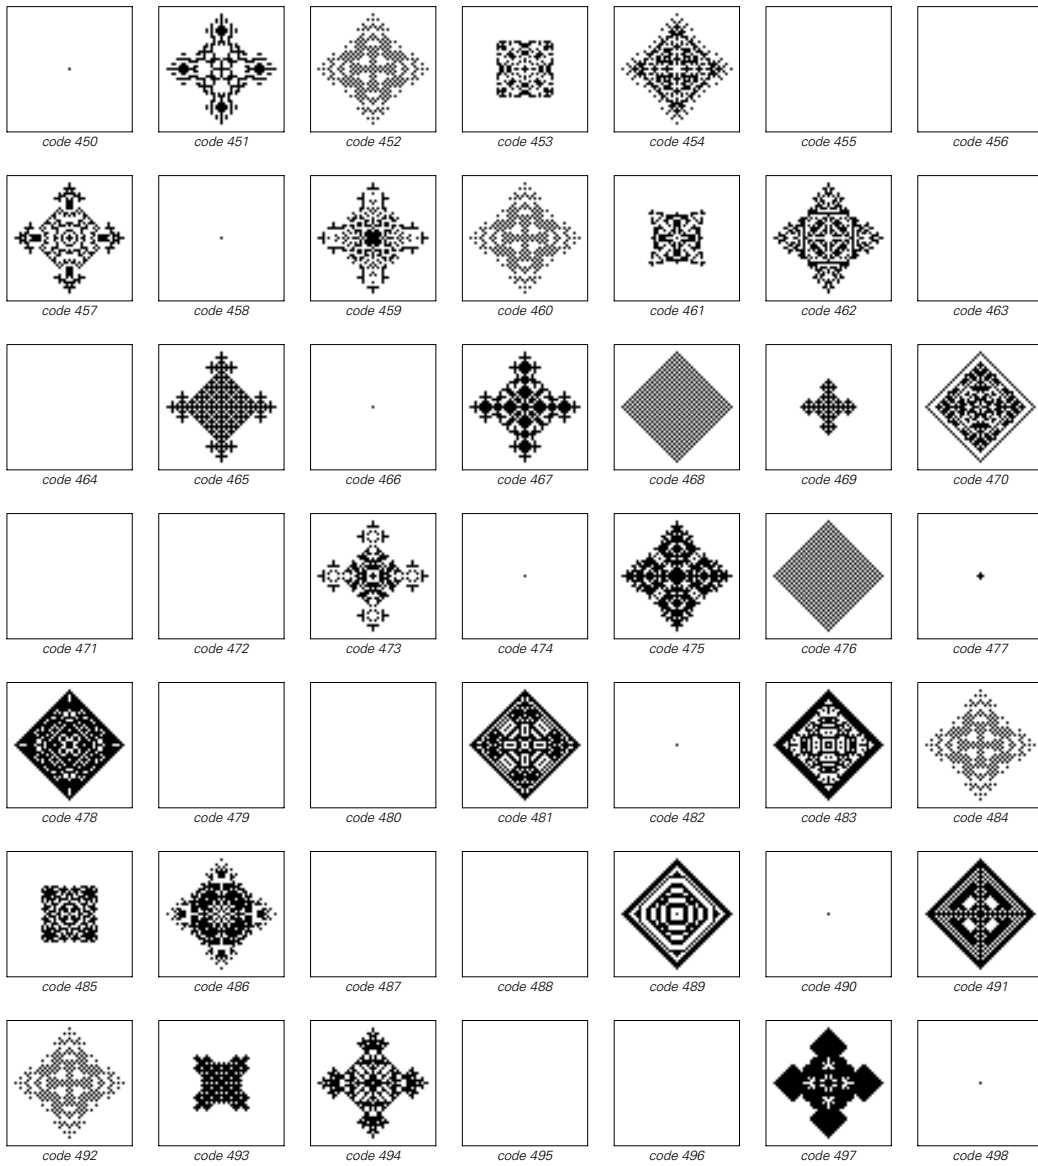 code 450 code 451 code 452 code 453 code 454 code 455 code 456
code 457 code 458 code 459 code 460 code 461 code 462 code 463
code 464 code 465 code 466 code 467 code 468 code 469 code 470
code 471 code 472 code 473 code 474 code 475 code 476 code 477
code 478 code 479 code 480 code 481 code 482 code 483 code 484
code 485 code 486 code 487 code 488 code 489 code 490 code 491
code 492 code 493 code 494 code 495 code 496 code 497 code 498